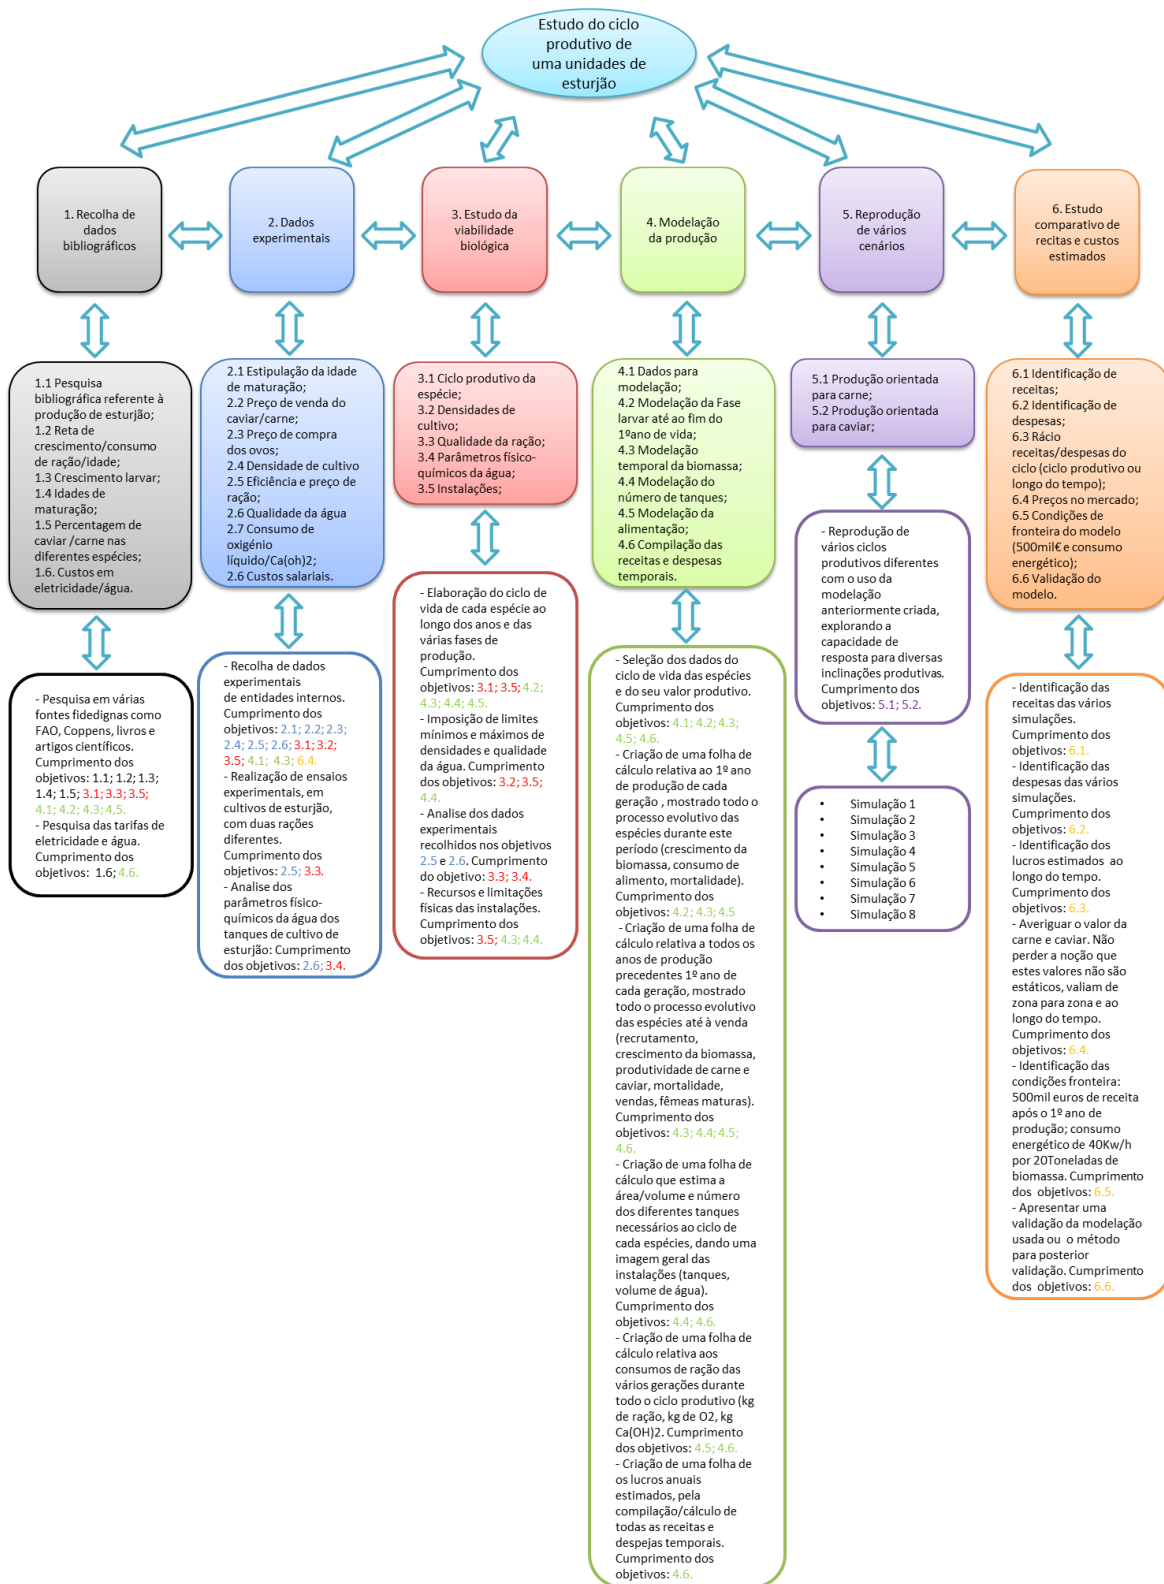 Estudo do ciclo
produtivo de
uma unidades de
esturjão
1. Recolha de
dados
bibliográficos
2. Dados
experimentais
3. Estudo da
viabilidade
biológica
4. Modelação
da produção
5. Reprodução
de vários
cenários
6. Estudo
comparativo de
recitas e custos
estimados
1.1 Pesquisa
bibliográfica referente à
produção de esturjão;
1.2 Reta de
crescimento/consumo
de ração/idade;
1.3 Crescimento larvar;
1.4 Idades de
maturação;
1.5 Percentagem de
caviar /carne nas
diferentes espécies;
1.6. Custos em
eletricidade/água.
2.1 Estipulação da idade
de maturação;
2.2 Preço de venda do
caviar/carne;
2.3 Preço de compra
dos ovos;
2.4 Densidade de cultivo
2.5 Eficiência e preço de
ração;
2.6 Qualidade da água
2.7 Consumo de
oxigénio
líquido/Ca(oh)2;
2.6 Custos salariais.
3.1 Ciclo produtivo da
espécie;
3.2 Densidades de
cultivo;
3.3 Qualidade da ração;
3.4 Parâmetros físico-
químicos da água;
3.5 Instalações;
4.1 Dados para
modelação;
4.2 Modelação da Fase
larvar até ao fim do
1ºano de vida;
4.3 Modelação
temporal da biomassa;
4.4 Modelação do
número de tanques;
4.5 Modelação da
alimentação;
4.6 Compilação das
receitas e despesas
temporais.
5.1 Produção orientada
para carne;
5.2 Produção orientada
para caviar;
6.1 Identificação de
receitas;
6.2 Identificação de
despesas;
6.3 Rácio
receitas/despesas do
ciclo (ciclo produtivo ou
longo do tempo);
6.4 Preços no mercado;
6.5 Condições de
fronteira do modelo
(500mil€ e consumo
energético);
6.6 Validação do
modelo.
- Pesquisa em várias
fontes fidedignas como
FAO, Coppens, livros e
artigos científicos.
Cumprimento dos
objetivos: 1.1; 1.2; 1.3;
1.4; 1.5; 3.1; 3.3; 3.5;
4.1; 4.2; 4.3; 4,5.
- Pesquisa das tarifas de
eletricidade e água.
Cumprimento dos
objetivos: 1.6; 4.6.
- Recolha de dados
experimentais
de entidades internos.
Cumprimento dos
objetivos: 2.1; 2.2; 2.3;
2.4; 2.5; 2.6; 3.1; 3.2;
3.5; 4.1; 4.3; 6.4.
- Realização de ensaios
experimentais, em
cultivos de esturjão,
com duas rações
diferentes.
Cumprimento dos
objetivos: 2.5; 3.3.
- Analise dos
parâmetros físico-
químicos da água dos
tanques de cultivo de
esturjão: Cumprimento
dos objetivos: 2.6; 3.4.
- Elaboração do ciclo de
vida de cada espécie ao
longo dos anos e das
várias fases de
produção.
Cumprimento dos
objetivos: 3.1; 3.5; 4.2;
4.3; 4.4; 4.5.
- Imposição de limites
mínimos e máximos de
densidades e qualidade
da água. Cumprimento
dos objetivos: 3.2; 3.5;
4.4.
- Analise dos dados
experimentais
recolhidos nos objetivos
2.5 e 2.6. Cumprimento
do objetivo: 3.3; 3.4.
- Recursos e limitações
físicas das instalações.
Cumprimento dos
objetivos: 3.5; 4.3; 4.4.
- Seleção dos dados do
ciclo de vida das espécies
e do seu valor produtivo.
Cumprimento dos
objetivos: 4.1; 4.2; 4.3;
4.5; 4.6.
- Criação de uma folha de
cálculo relativa ao 1º ano
de produção de cada
geração , mostrado todo o
processo evolutivo das
espécies durante este
período (crescimento da
biomassa, consumo de
alimento, mortalidade).
Cumprimento dos
objetivos: 4.2; 4.3; 4.5
- Criação de uma folha de
cálculo relativa a todos os
anos de produção
precedentes 1º ano de
cada geração, mostrado
todo o processo evolutivo
das espécies até à venda
(recrutamento,
crescimento da biomassa,
produtividade de carne e
caviar, mortalidade,
vendas, fêmeas maturas).
Cumprimento dos
objetivos: 4.3; 4.4; 4.5;
4.6.
- Criação de uma folha de
cálculo que estima a
área/volume e número
dos diferentes tanques
necessários ao ciclo de
cada espécies, dando uma
imagem geral das
instalações (tanques,
volume de água).
Cumprimento dos
objetivos: 4.4; 4.6.
- Criação de uma folha de
cálculo relativa aos
consumos de ração das
vários gerações durante
todo o ciclo produtivo (kg
de ração, kg de O2, kg
Ca(OH)2. Cumprimento
dos objetivos: 4.5; 4.6.
- Criação de uma folha de
os lucros anuais
estimados, pela
compilação/cálculo de
todas as receitas e
despejas temporais.
Cumprimento dos
objetivos: 4.6.
- Reprodução de
vários ciclos
produtivos diferentes
com o uso da
modelação
anteriormente criada,
explorando a
capacidade de
resposta para diversas
inclinações produtivas.
Cumprimento dos
objetivos: 5.1; 5.2.
• Simulação 1
• Simulação 2
• Simulação 3
• Simulação 4
• Simulação 5
• Simulação 6
• Simulação 7
• Simulação 8
- Identificação das
receitas das vários
simulações.
Cumprimento dos
objetivos: 6.1.
- Identificação das
despesas das vários
simulações.
Cumprimento dos
objetivos: 6.2.
- Identificação dos
lucros estimados ao
longo do tempo.
Cumprimento dos
objetivos: 6.3.
- Averiguar o valor da
carne e caviar. Não
perder a noção que
estes valores não são
estáticos, valiam de
zona para zona e ao
longo do tempo.
Cumprimento dos
objetivos: 6.4.
- Identificação das
condições fronteira:
500mil euros de receita
após o 1º ano de
produção; consumo
energético de 40Kw/h
por 20Toneladas de
biomassa. Cumprimento
dos objetivos: 6.5.
- Apresentar uma
validação da modelação
usada ou o método
para posterior
validação. Cumprimento
dos objetivos: 6.6.